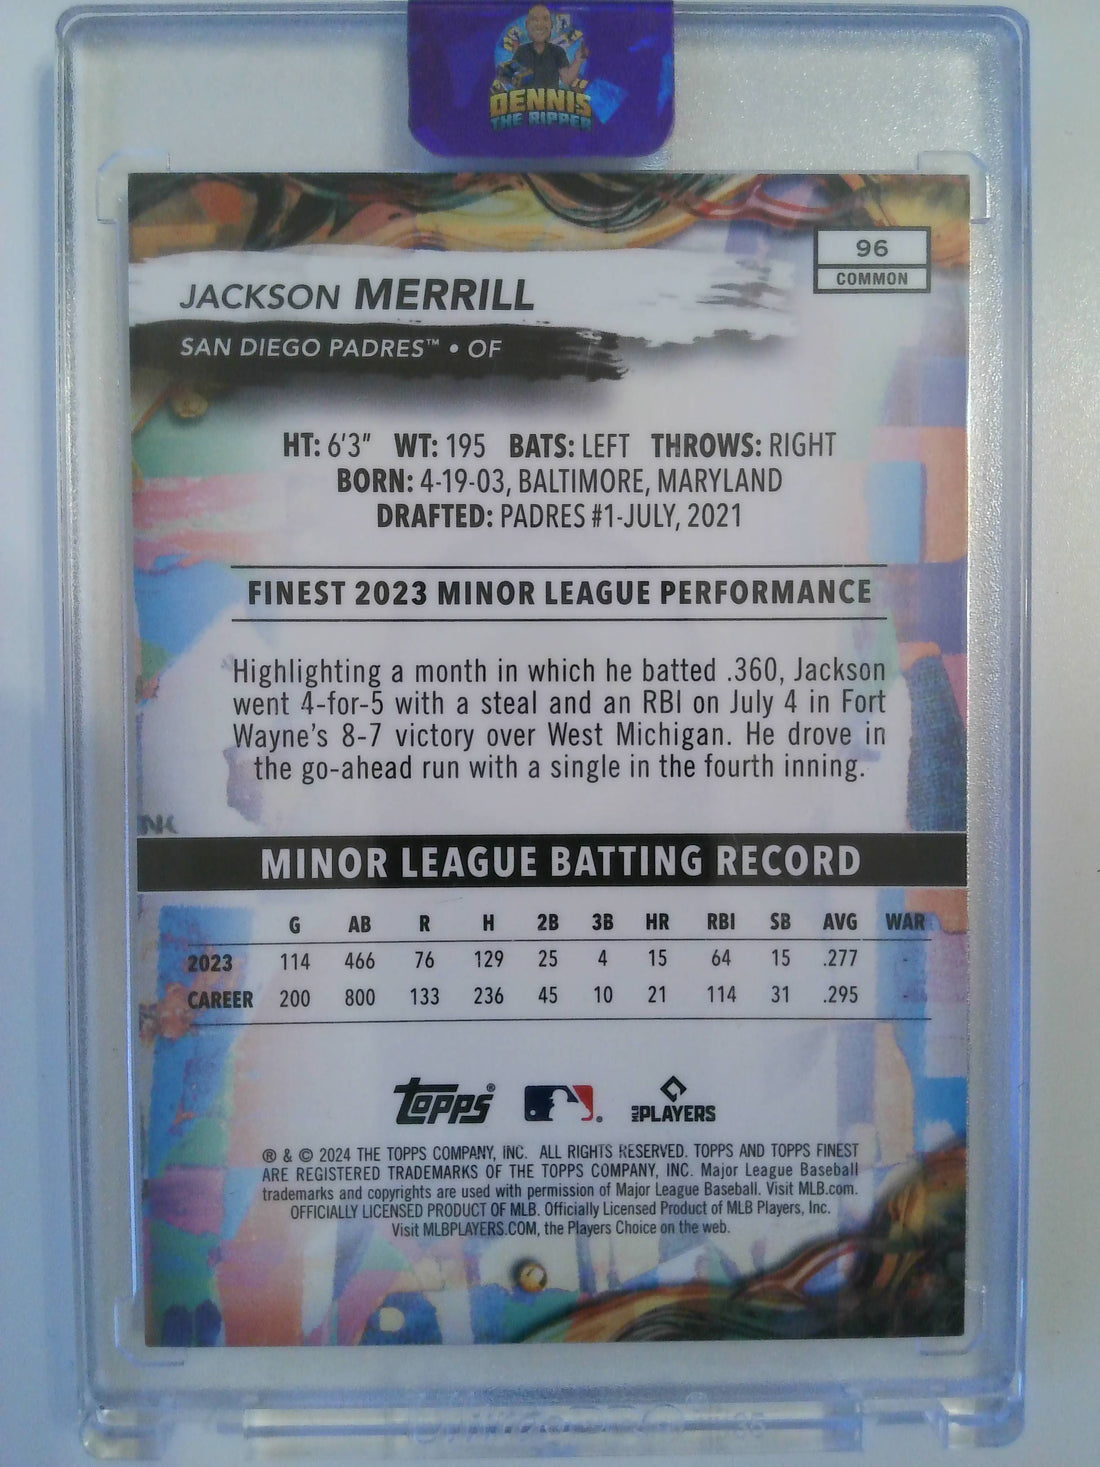 DENNIS
THE RIPPER
96
COMMON
JACKSON MERRILL
SAN DIEGO PADRES™ • OF
HT: 6'3" WT: 195 BATS: LEFT THROWS: RIGHT
BORN: 4-19-03, BALTIMORE, MARYLAND
DRAFTED: PADRES #1-JULY, 2021
FINEST 2023 MINOR LEAGUE PERFORMANCE
Highlighting a month in which he batted .360, Jackson
went 4-for-5 with a steal and an RBI on July 4 in Fort
Wayne's 8-7 victory over West Michigan. He drove in
the go-ahead run with a single in the fourth inning.
MINOR LEAGUE BATTING RECORD
G AB R H 2B 3B HR RBI SB AVG WAR
2023 114 466 76 129 25 4 15 64 15 .277 -
CAREER 200 800 133 236 45 10 21 114 31 .295 -
Topps® ® MLB PLAYERS
® & © 2024 THE TOPPS COMPANY, INC. ALL RIGHTS RESERVED. TOPPS AND TOPPS FINEST
ARE REGISTERED TRADEMARKS OF THE TOPPS COMPANY, INC. Major League Baseball
trademarks and copyrights are used with permission of Major League Baseball. Visit MLB.com.
OFFICIALLY LICENSED PRODUCT OF MLB. Officially Licensed Product of MLB Players, Inc.
Visit MLBPLAYERS.COM, the Players Choice on the web.